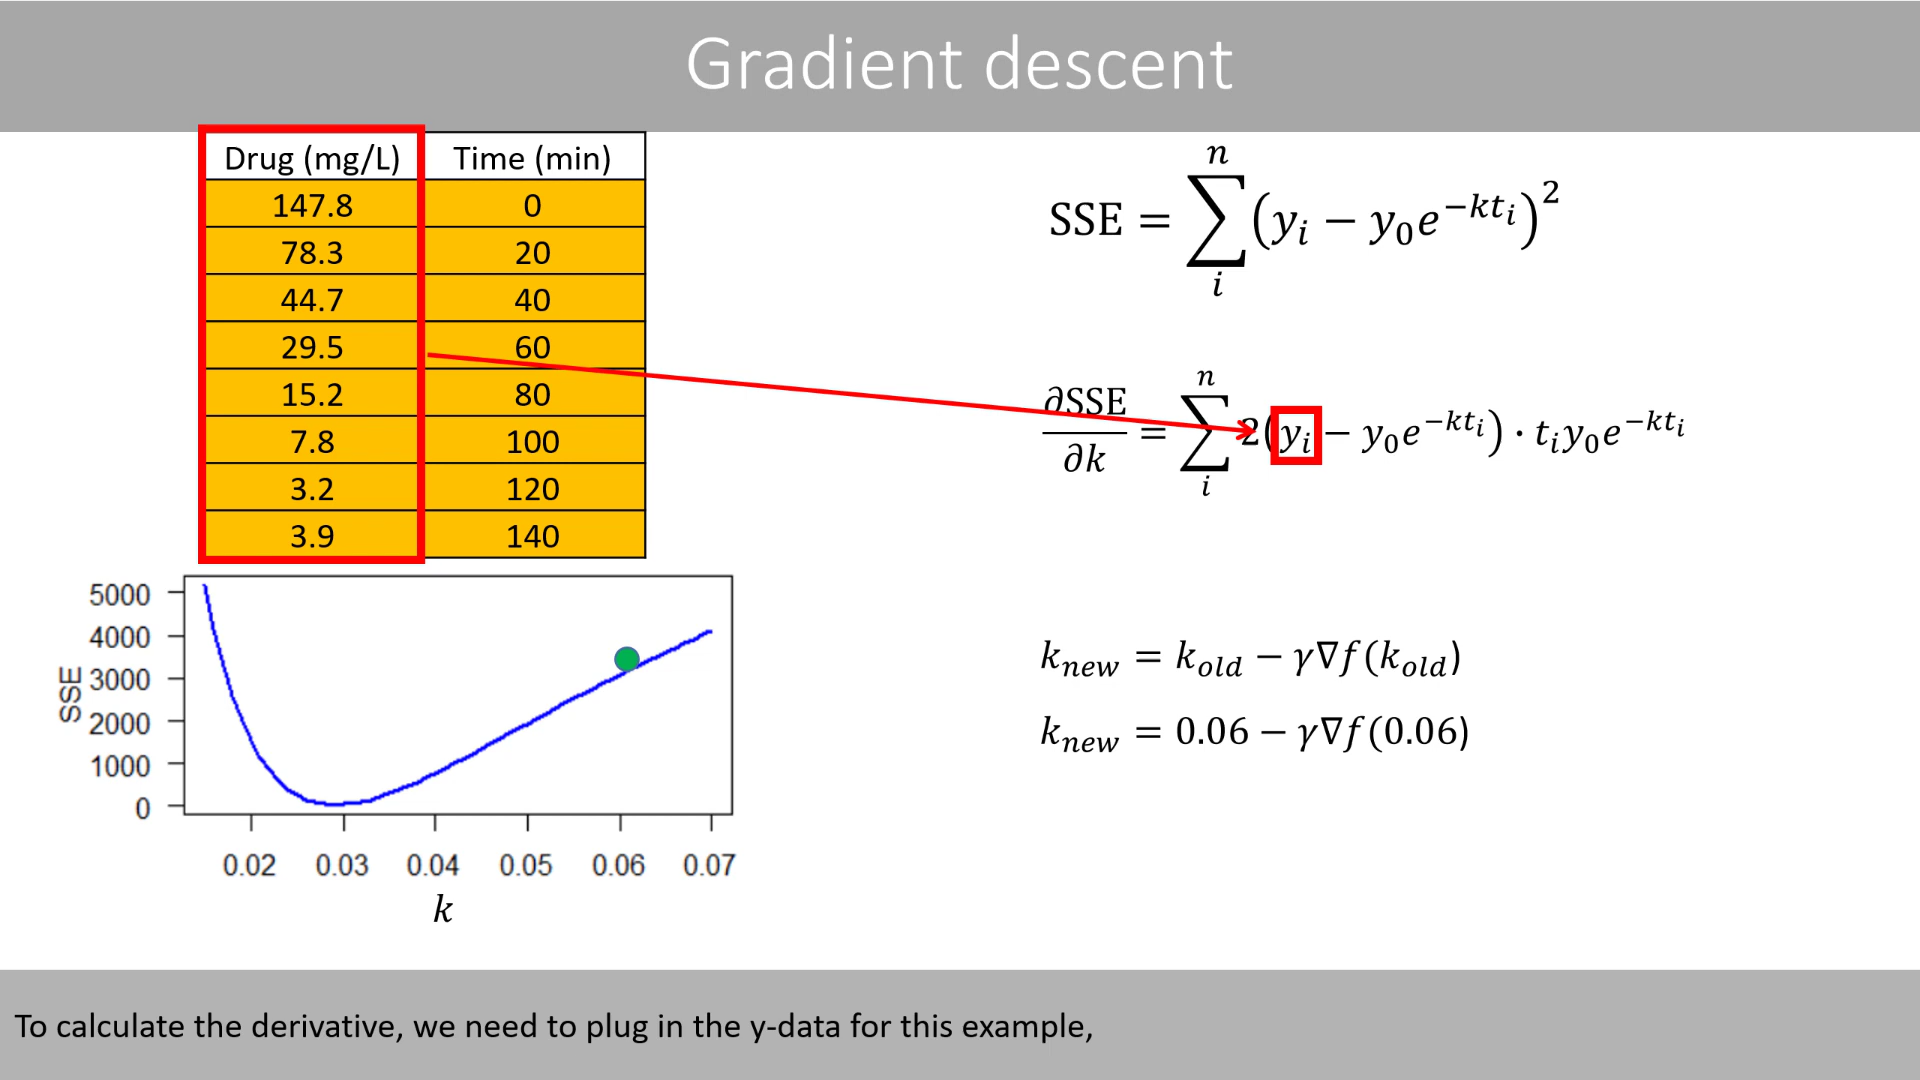 Gradient descent
Drug (mg/L) Time (min)
147.8 0
78.3 20
44.7 40
29.5 60
15.2 80
7.8 100
3.2 120
3.9 140
SSE = ∑ᵢⁿ (yᵢ − y₀e^(−ktᵢ))²
∂SSE/∂k = ∑ᵢⁿ 2(yᵢ − y₀e^(−ktᵢ)) · tᵢy₀e^(−ktᵢ)
k_new = k_old − γ∇f(k_old)
k_new = 0.06 − γ∇f(0.06)
SSE
5000
4000
3000
2000
1000
0
0.02 0.03 0.04 0.05 0.06 0.07
k
To calculate the derivative, we need to plug in the y-data for this example,